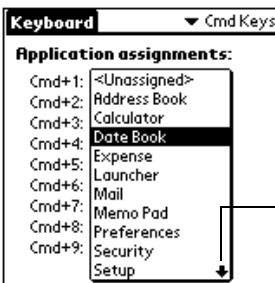 Keyboard ▼ Cmd Keys
Application assignments:
Cmd+1: <Unassigned>
Cmd+2: Address Book
Cmd+3: Calculator
Cmd+4: Date Book
Cmd+5: Expense
Cmd+6: Launcher
Cmd+7: Mail
Cmd+8: Memo Pad
Cmd+9: Preferences
Security
Setup